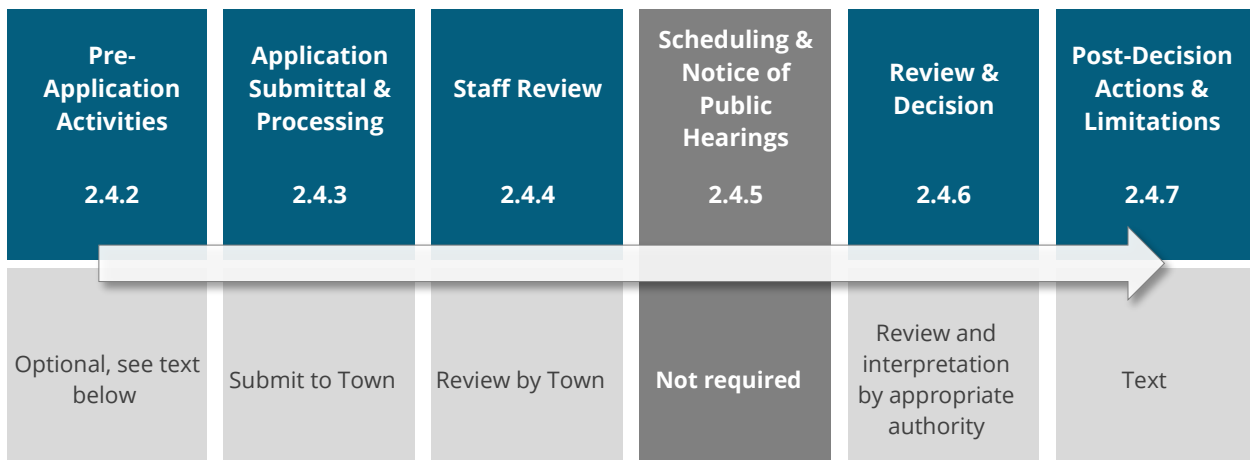 Pre-
Application
Activities
2.4.2
Application
Submittal &
Processing
2.4.3
Staff Review
2.4.4
Scheduling &
Notice of
Public
Hearings
2.4.5
Review &
Decision
2.4.6
Post-Decision
Actions &
Limitations
2.4.7
Optional, see text
below
Submit to Town
Review by Town
Not required
Review and
interpretation
by appropriate
authority
Text